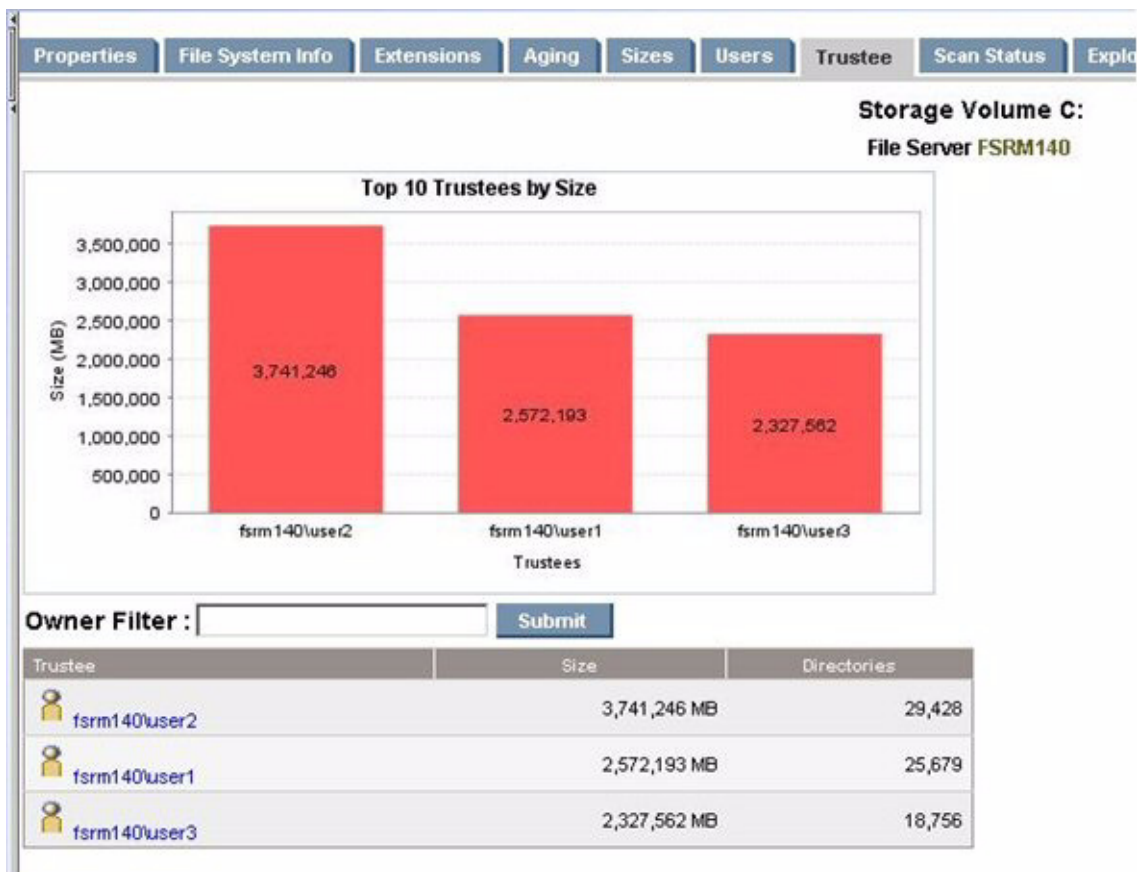 Properties File System Info Extensions Aging Sizes Users Trustee Scan Status Explo
Storage Volume C:
File Server FSRM140
Top 10 Trustees by Size
Size (MB)
3,500,000
3,000,000
2,500,000
2,000,000
1,500,000
1,000,000
500,000
0
3,741,246
2,572,193
2,327,562
fsrm140\user2 fsrm140\user1 fsrm140\user3
Trustees
Owner Filter : Submit
Trustee Size Directories
fsrm140\user2 3,741,246 MB 29,428
fsrm140\user1 2,572,193 MB 25,679
fsrm140\user3 2,327,562 MB 18,756